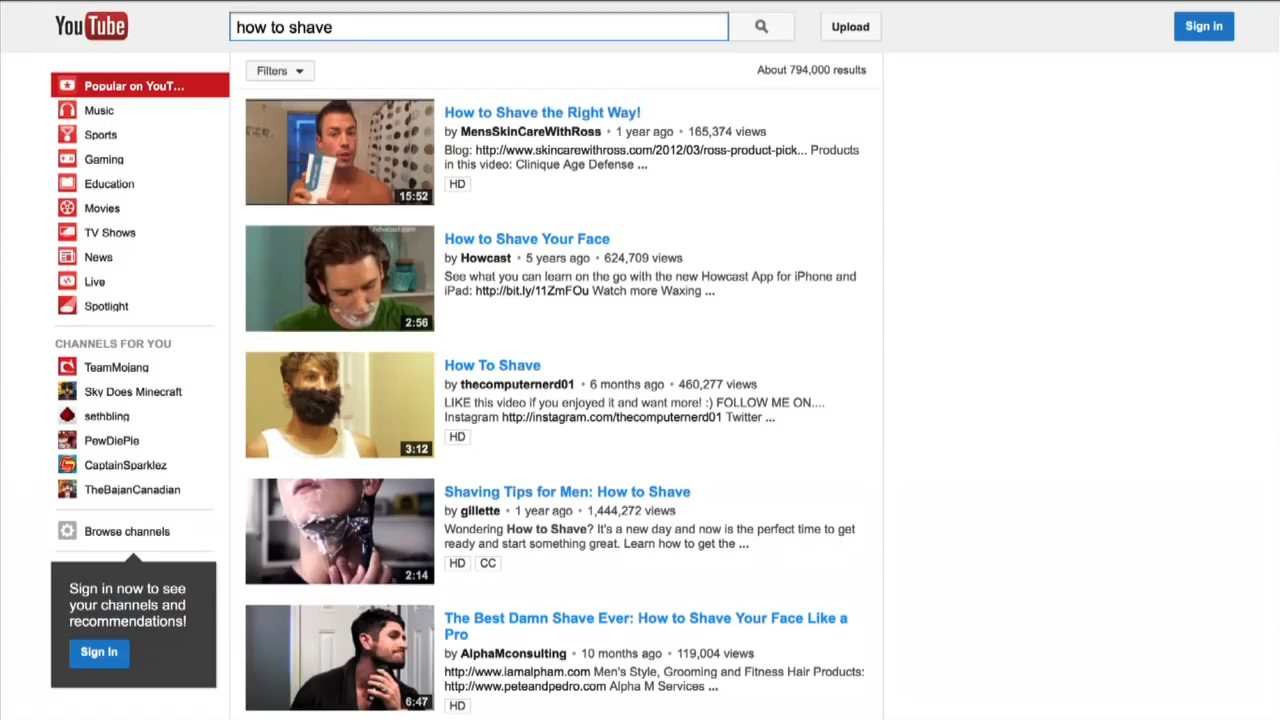 YouTube
how to shave
Upload
Sign in
Filters
About 794,000 results
Popular on YouT...
Music
Sports
Gaming
Education
Movies
TV Shows
News
Live
Spotlight
CHANNELS FOR YOU
TeamMojang
Sky Does Minecraft
sethbling
PewDiePie
CaptainSparklez
TheBajanCanadian
Browse channels
Sign in now to see
your channels and
recommendations!
Sign In
15:52
How to Shave the Right Way!
by MensSkinCareWithRoss • 1 year ago • 165,374 views
Blog: http://www.skincarewithross.com/2012/03/ross-product-pick... Products
in this video: Clinique Age Defense ...
HD
howcast.com
2:56
How to Shave Your Face
by Howcast • 5 years ago • 624,709 views
See what you can learn on the go with the new Howcast App for iPhone and
iPad: http://bit.ly/11ZmFOu Watch more Waxing ...
3:12
How To Shave
by thecomputernerd01 • 6 months ago • 460,277 views
LIKE this video if you enjoyed it and want more! :) FOLLOW ME ON....
Instagram http://instagram.com/thecomputernerd01 Twitter ...
HD
2:14
Shaving Tips for Men: How to Shave
by gillette • 1 year ago • 1,444,272 views
Wondering How to Shave? It's a new day and now is the perfect time to get
ready and start something great. Learn how to get the ...
HD CC
6:47
The Best Damn Shave Ever: How to Shave Your Face Like a
Pro
by AlphaMconsulting • 10 months ago • 119,004 views
http://www.iamalpham.com Men's Style, Grooming and Fitness Hair Products:
http://www.peteandpedro.com Alpha M Services ...
HD